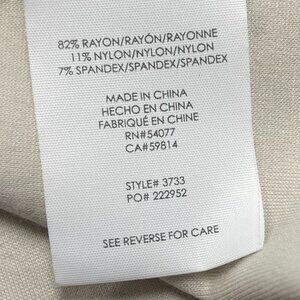 82% RAYON/RAYÓN/RAYONNE
11% NYLON/NYLON/NYLON
7% SPANDEX/SPANDEX/SPANDEX
MADE IN CHINA
HECHO EN CHINA
FABRIQUÉ EN CHINE
RN#54077
CA#59814
STYLE# 3733
PO# 222952
SEE REVERSE FOR CARE